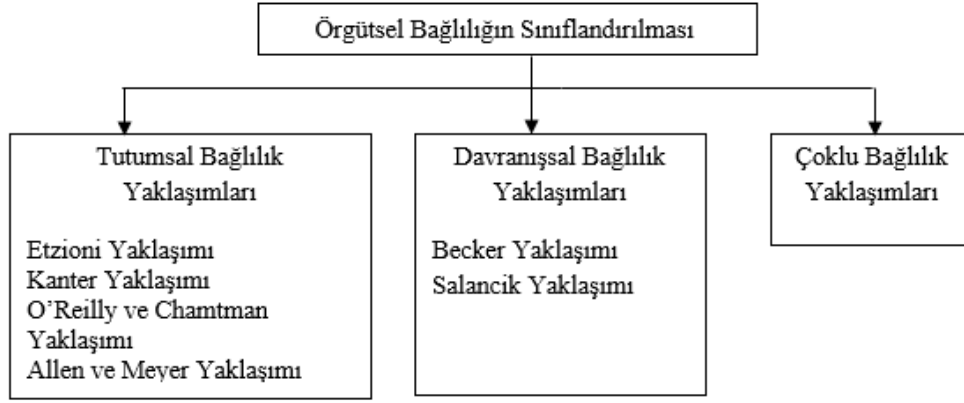 Örgütsel Bağlılığın Sınıflandırılması
Tutumsal Bağlılık
Yaklaşımları
Etzioni Yaklaşımı
Kanter Yaklaşımı
O’Reilly ve Chamtman
Yaklaşımı
Allen ve Meyer Yaklaşımı
Davranışsal Bağlılık
Yaklaşımları
Becker Yaklaşımı
Salancik Yaklaşımı
Çoklu Bağlılık
Yaklaşımları